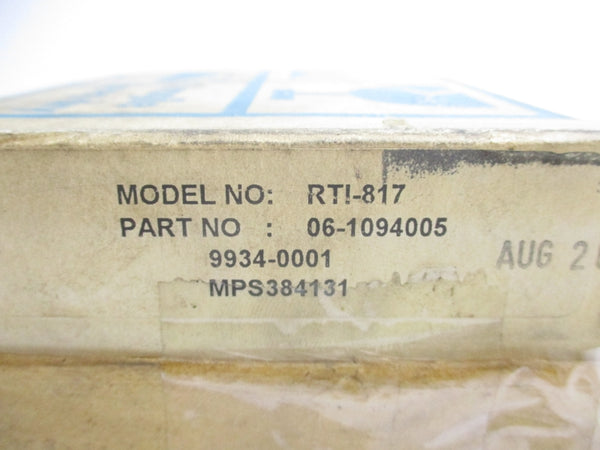 MODEL NO: RTI-817
PART NO : 06-1094005
9934-0001
MPS384131
AUG 2